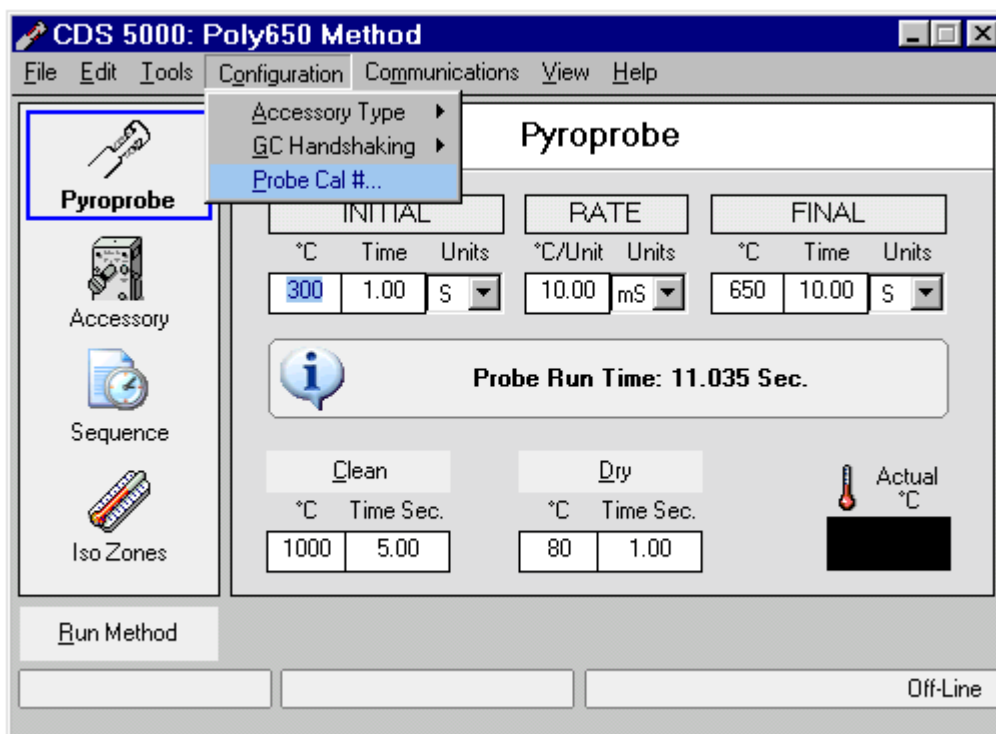 CDS 5000: Poly650 Method
File Edit Tools Configuration Communications View Help
Accessory Type
GC Handshaking
Probe Cal #...
Pyroprobe
Pyroprobe
Accessory
Sequence
Iso Zones
INITIAL RATE FINAL
°C Time Units °C/Unit Units °C Time Units
300 1.00 S 10.00 mS 650 10.00 S
Probe Run Time: 11.035 Sec.
Clean Dry
°C Time Sec. °C Time Sec.
1000 5.00 80 1.00
Actual
°C
Run Method
Off-Line